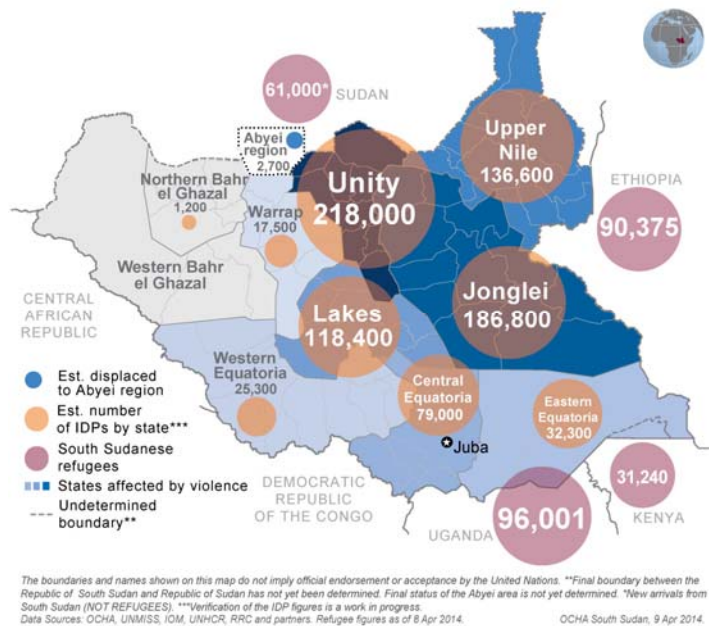 61,000*
SUDAN
Abyei
region
2,700
Upper
Nile
136,600
ETHIOPIA
90,375
Northern Bahr
el Ghazal
1,200
Unity
218,000
Warrap
17,500
Western Bahr
el Ghazal
Jonglei
186,800
CENTRAL
AFRICAN
REPUBLIC
Lakes
118,400
Western
Equatoria
25,300
Central
Equatoria
79,000
Eastern
Equatoria
32,300
Juba
Est. displaced
to Abyei region
Est. number
of IDPs by state***
South Sudanese
refugees
States affected by violence
Undetermined
boundary**
DEMOCRATIC
REPUBLIC
OF THE CONGO
31,240
KENYA
UGANDA
96,001
The boundaries and names shown on this map do not imply official endorsement or acceptance by the United Nations. **Final boundary between the
Republic of South Sudan and Republic of Sudan has not yet been determined. Final status of the Abyei area is not yet determined. *New arrivals from
South Sudan (NOT REFUGEES). ***Verification of the IDP figures is a work in progress.
Data Sources: OCHA, UNMISS, IOM, UNHCR, RRC and partners. Refugee figures as of 8 Apr 2014.
OCHA South Sudan, 9 Apr 2014.